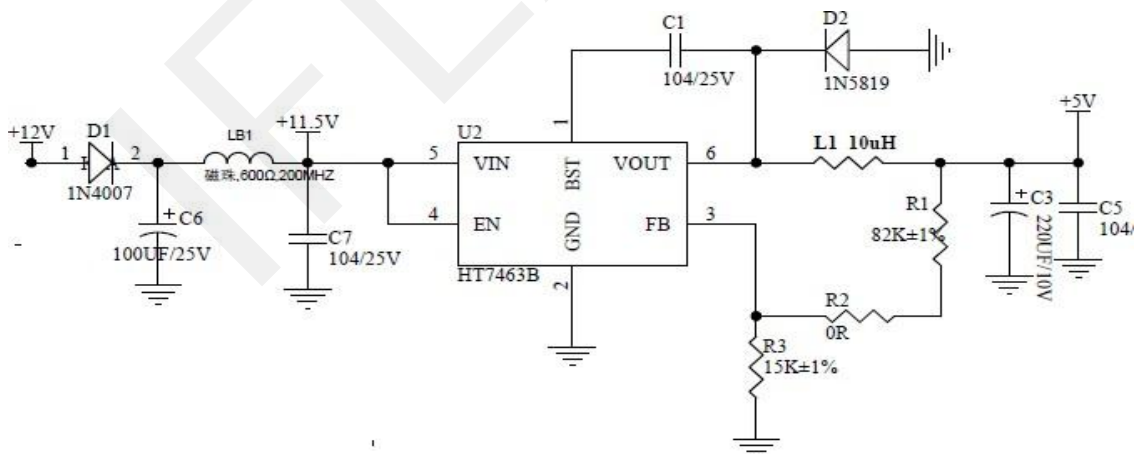 C1
104/25V
D2
1N5819
+12V
D1
1
2
1N4007
LB1
磁珠,600Ω,200MHZ
+11.5V
C6
100UF/25V
C7
104/25V
U2
1
5
VIN
BST
VOUT
6
4
EN
GND
FB
3
HT7463B
2
L1 10uH
+5V
R1
82K±1%
C3
220UF/10V
C5
104/
R2
0R
R3
15K±1%